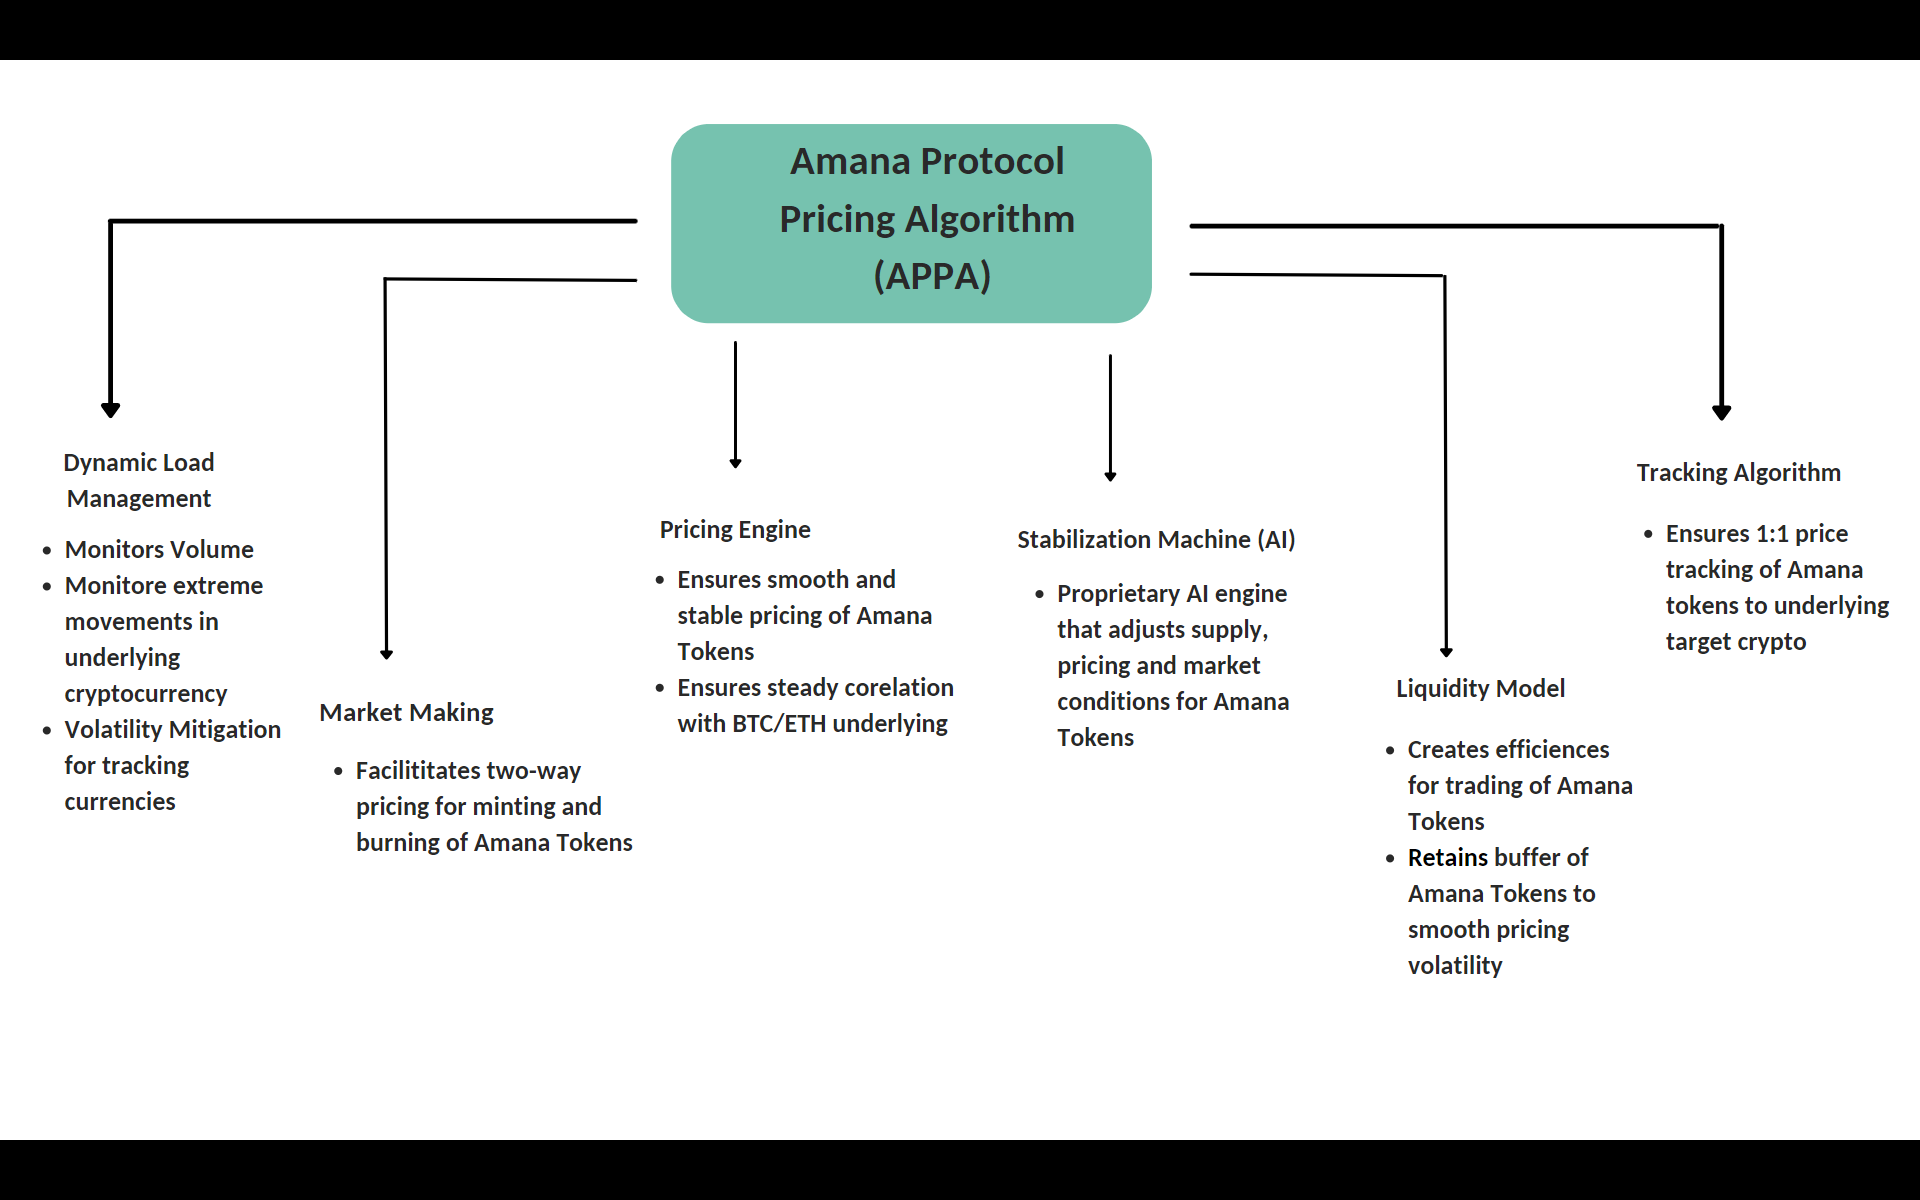 Amana Protocol
Pricing Algorithm
(APPA)
Dynamic Load
Management
• Monitors Volume
• Monitore extreme
movements in
underlying
cryptocurrency
• Volatility Mitigation
for tracking
currencies
Market Making
• Facilititates two-way
pricing for minting and
burning of Amana Tokens
Pricing Engine
• Ensures smooth and
stable pricing of Amana
Tokens
• Ensures steady corelation
with BTC/ETH underlying
Stabilization Machine (AI)
• Proprietary AI engine
that adjusts supply,
pricing and market
conditions for Amana
Tokens
Liquidity Model
• Creates efficiences
for trading of Amana
Tokens
• Retains buffer of
Amana Tokens to
smooth pricing
volatility
Tracking Algorithm
• Ensures 1:1 price
tracking of Amana
tokens to underlying
target crypto